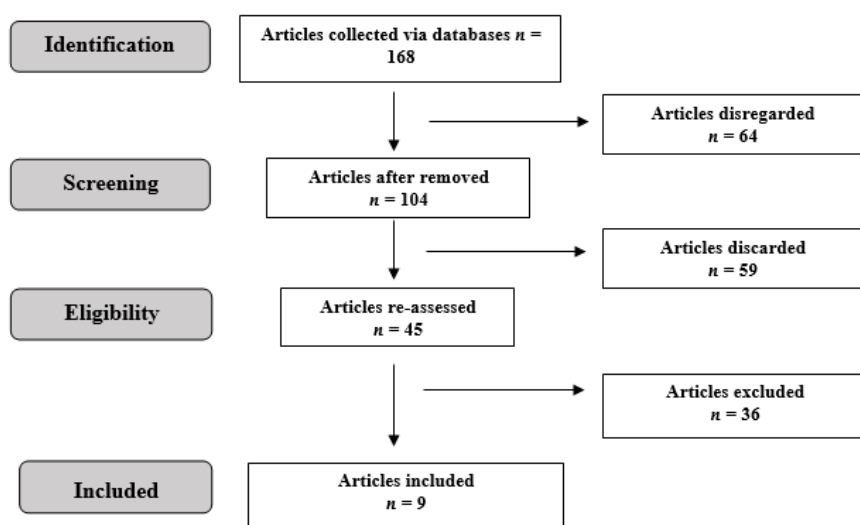 Identification
Articles collected via databases n =
168
Articles disregarded
n = 64
Screening
Articles after removed
n = 104
Articles discarded
n = 59
Eligibility
Articles re-assessed
n = 45
Articles excluded
n = 36
Included
Articles included
n = 9